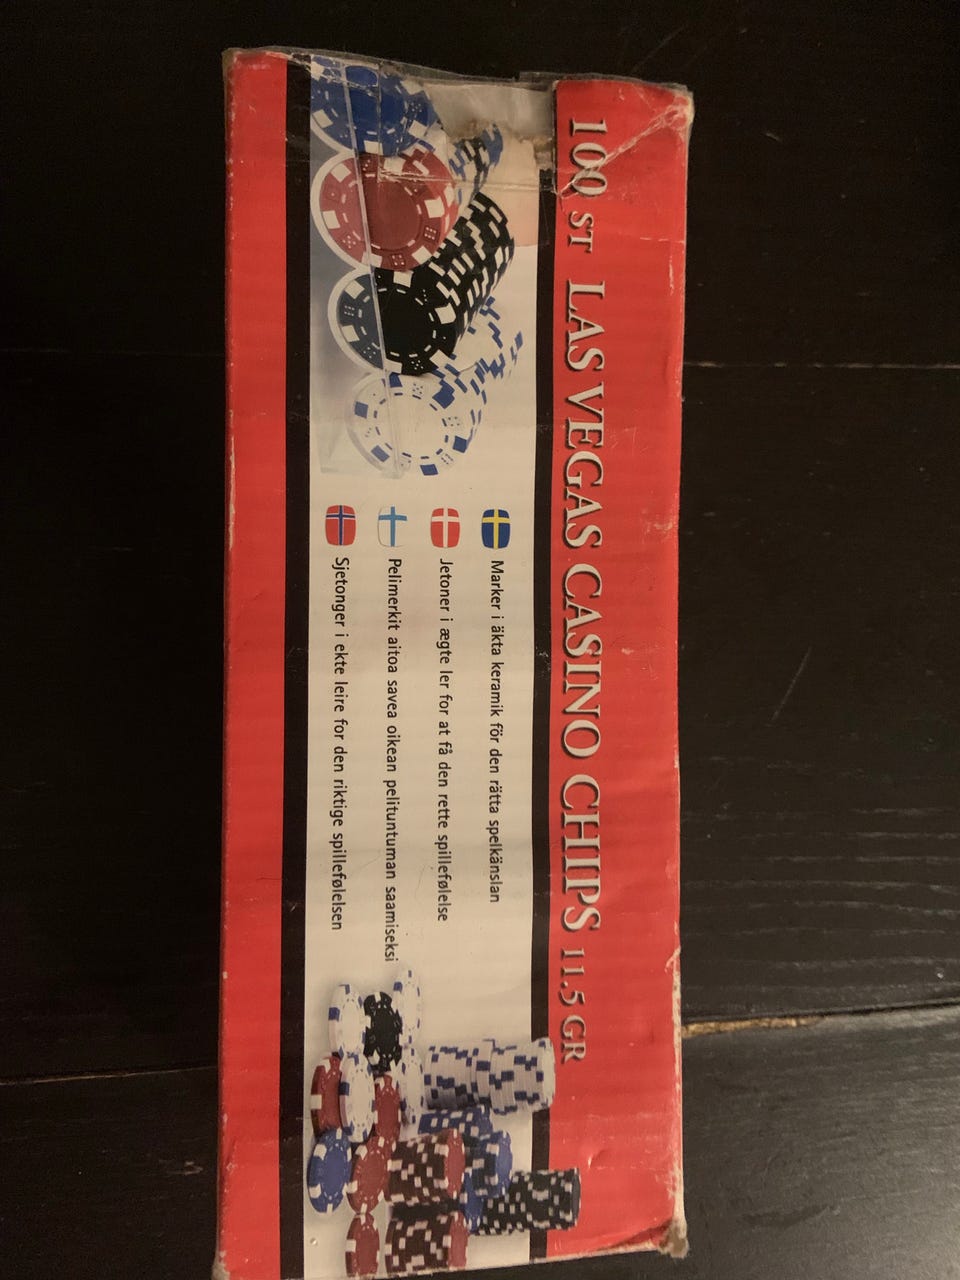 100 ST LAS VEGAS CASINO CHIPS 11.5 GR
Marker i äkta keramik för den rätta spelkänslan
Jetoner i ægte ler for at få den rette spillefølelse
Pelimerkit aitoa savea oikean pelituntuman saamiseksi
Sjetonger i ekte leire for den riktige spillefølelsen